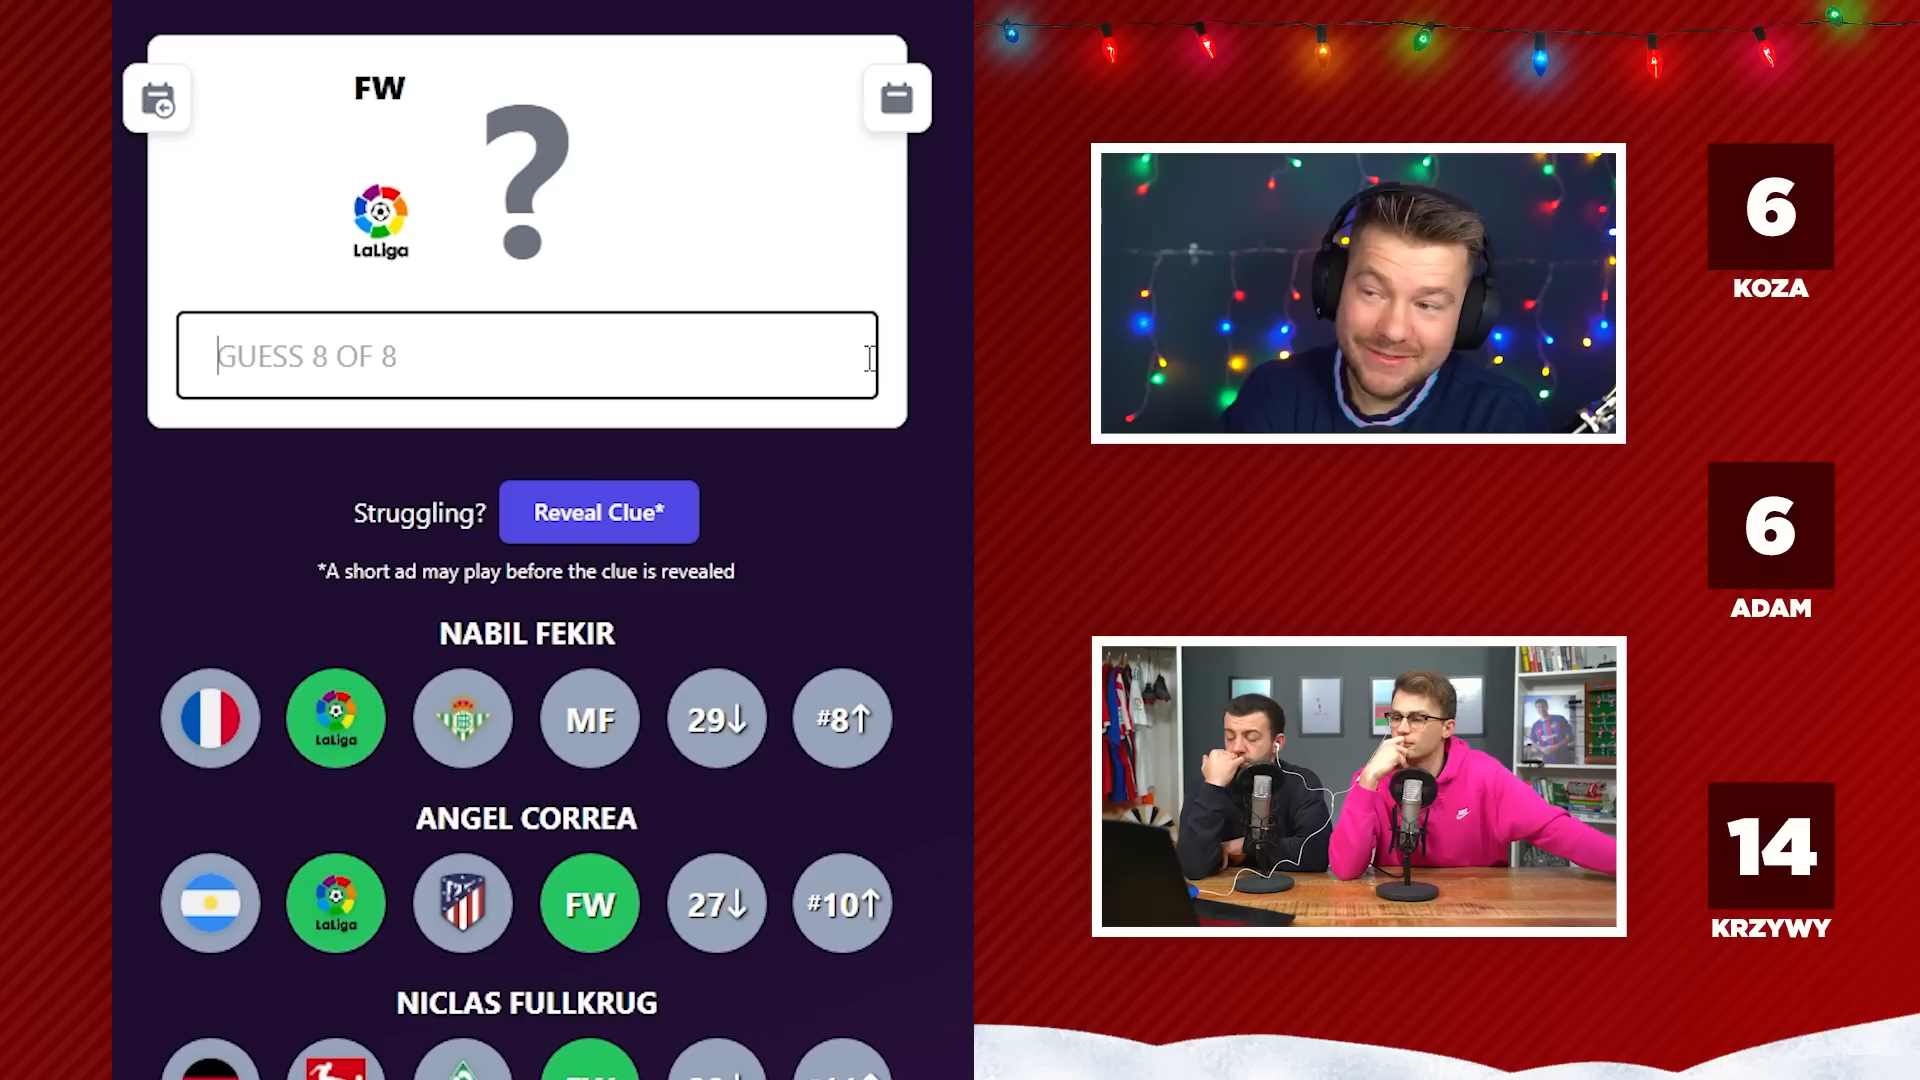 FW
LaLiga
?
GUESS 8 OF 8
Struggling? Reveal Clue*
*A short ad may play before the clue is revealed
NABIL FEKIR
LaLiga MF 29↓ #8↑
ANGEL CORREA
LaLiga FW 27↓ #10↑
NICLAS FULLKRUG
6
KOZA
6
ADAM
14
KRZYWY